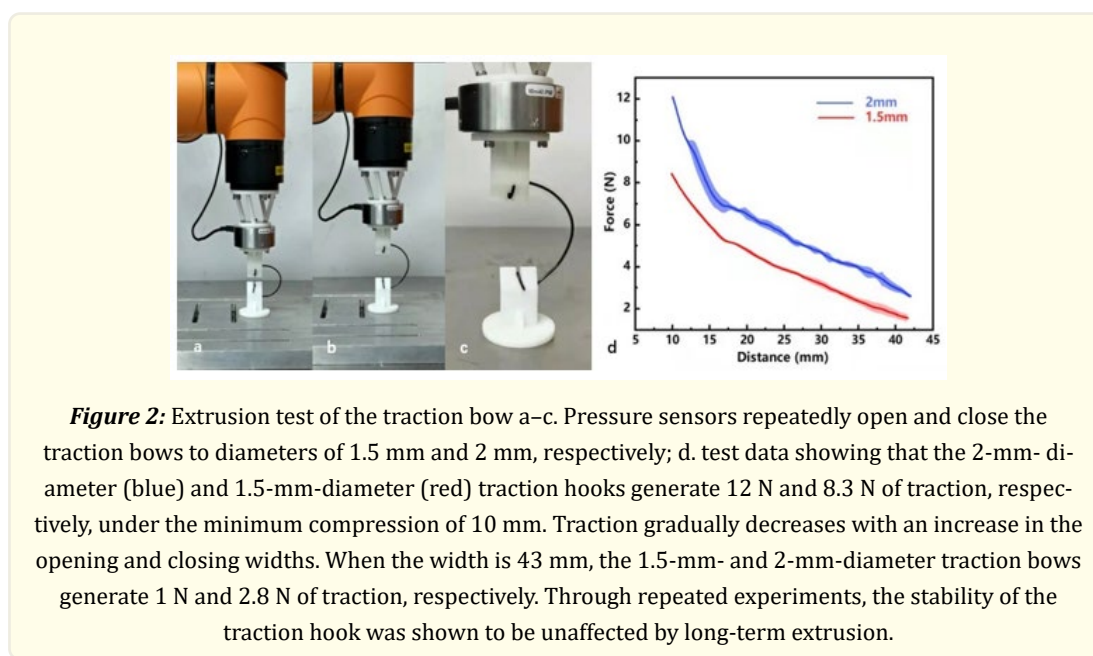 a
b
c
d
2mm
1.5mm
Force (N)
12
10
8
6
4
2
5 10 15 20 25 30 35 40 45
Distance (mm)
Figure 2: Extrusion test of the traction bow a–c. Pressure sensors repeatedly open and close the
traction bows to diameters of 1.5 mm and 2 mm, respectively; d. test data showing that the 2-mm- di-
ameter (blue) and 1.5-mm-diameter (red) traction hooks generate 12 N and 8.3 N of traction, respec-
tively, under the minimum compression of 10 mm. Traction gradually decreases with an increase in the
opening and closing widths. When the width is 43 mm, the 1.5-mm- and 2-mm-diameter traction bows
generate 1 N and 2.8 N of traction, respectively. Through repeated experiments, the stability of the
traction hook was shown to be unaffected by long-term extrusion.